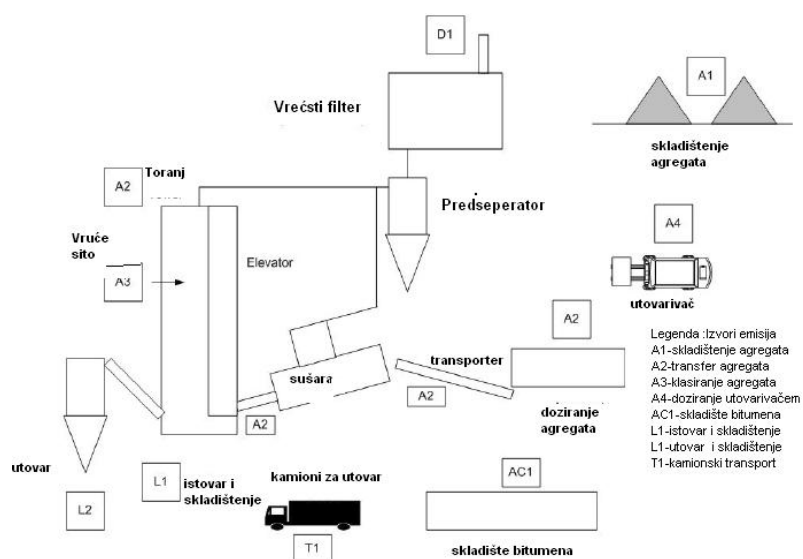 D1
Vrećsti filter
A1
skladištenje
agregata
A2
Toranj
Predseperator
A4
Vruće
sito
Elevator
A3
utovarivač
A2
Legenda :Izvori emisija
A1-skladištenje agregata
A2-transfer agregata
A3-klasiranje agregata
A4-doziranje utovarivačem
AC1-skladište bitumena
L1-istovar i skladištenje
L1-utovar i skladištenje
T1-kamionski transport
transporter
sušara
A2
A2
doziranje
agregata
utovar
L1
istovar i
skladištenje
kamioni za utovar
AC1
L2
T1
skladište bitumena